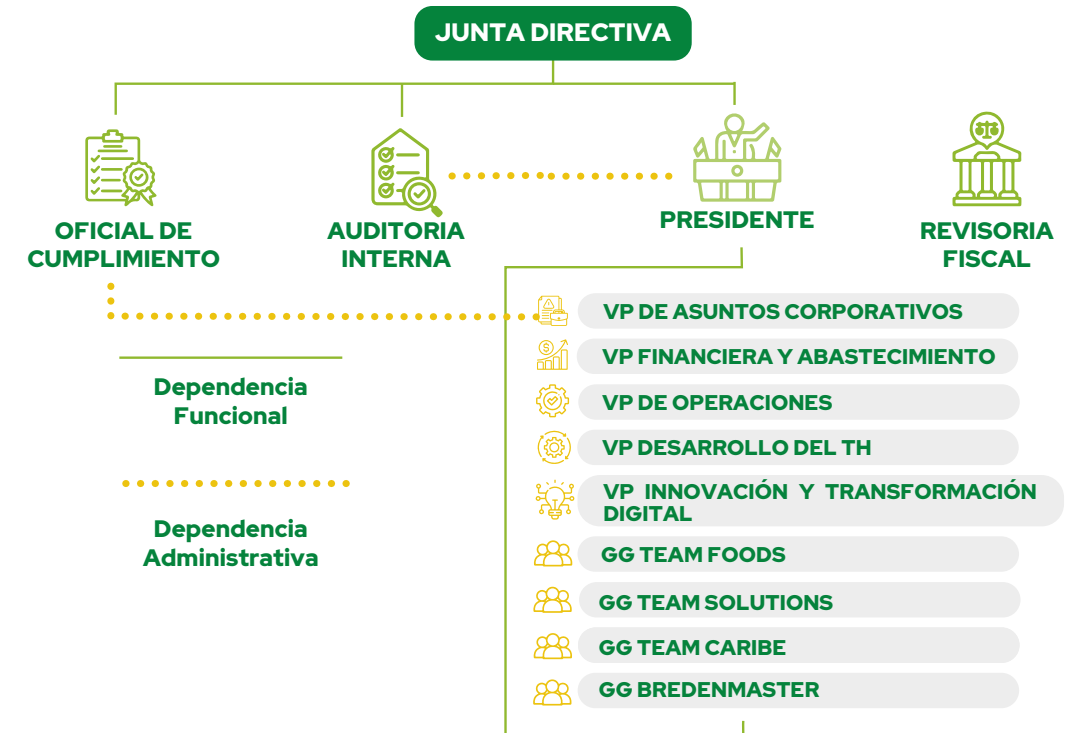 JUNTA DIRECTIVA
OFICIAL DE
CUMPLIMIENTO
AUDITORIA
INTERNA
PRESIDENTE
REVISORIA
FISCAL
VP DE ASUNTOS CORPORATIVOS
VP FINANCIERA Y ABASTECIMIENTO
VP DE OPERACIONES
VP DESARROLLO DEL TH
VP INNOVACIÓN Y TRANSFORMACIÓN
DIGITAL
GG TEAM FOODS
GG TEAM SOLUTIONS
GG TEAM CARIBE
GG BREDENMASTER
Dependencia
Funcional
Dependencia
Administrativa